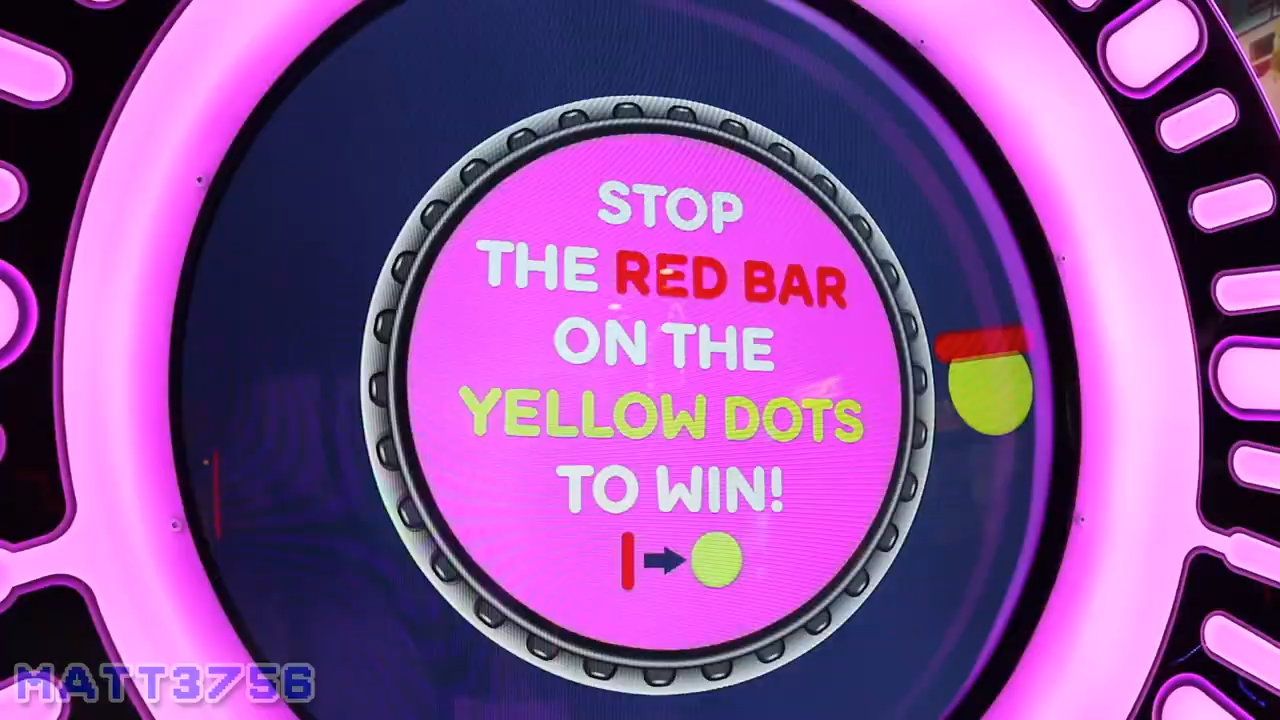 STOP
THE RED BAR
ON THE
YELLOW DOTS
TO WIN!
MATT3756